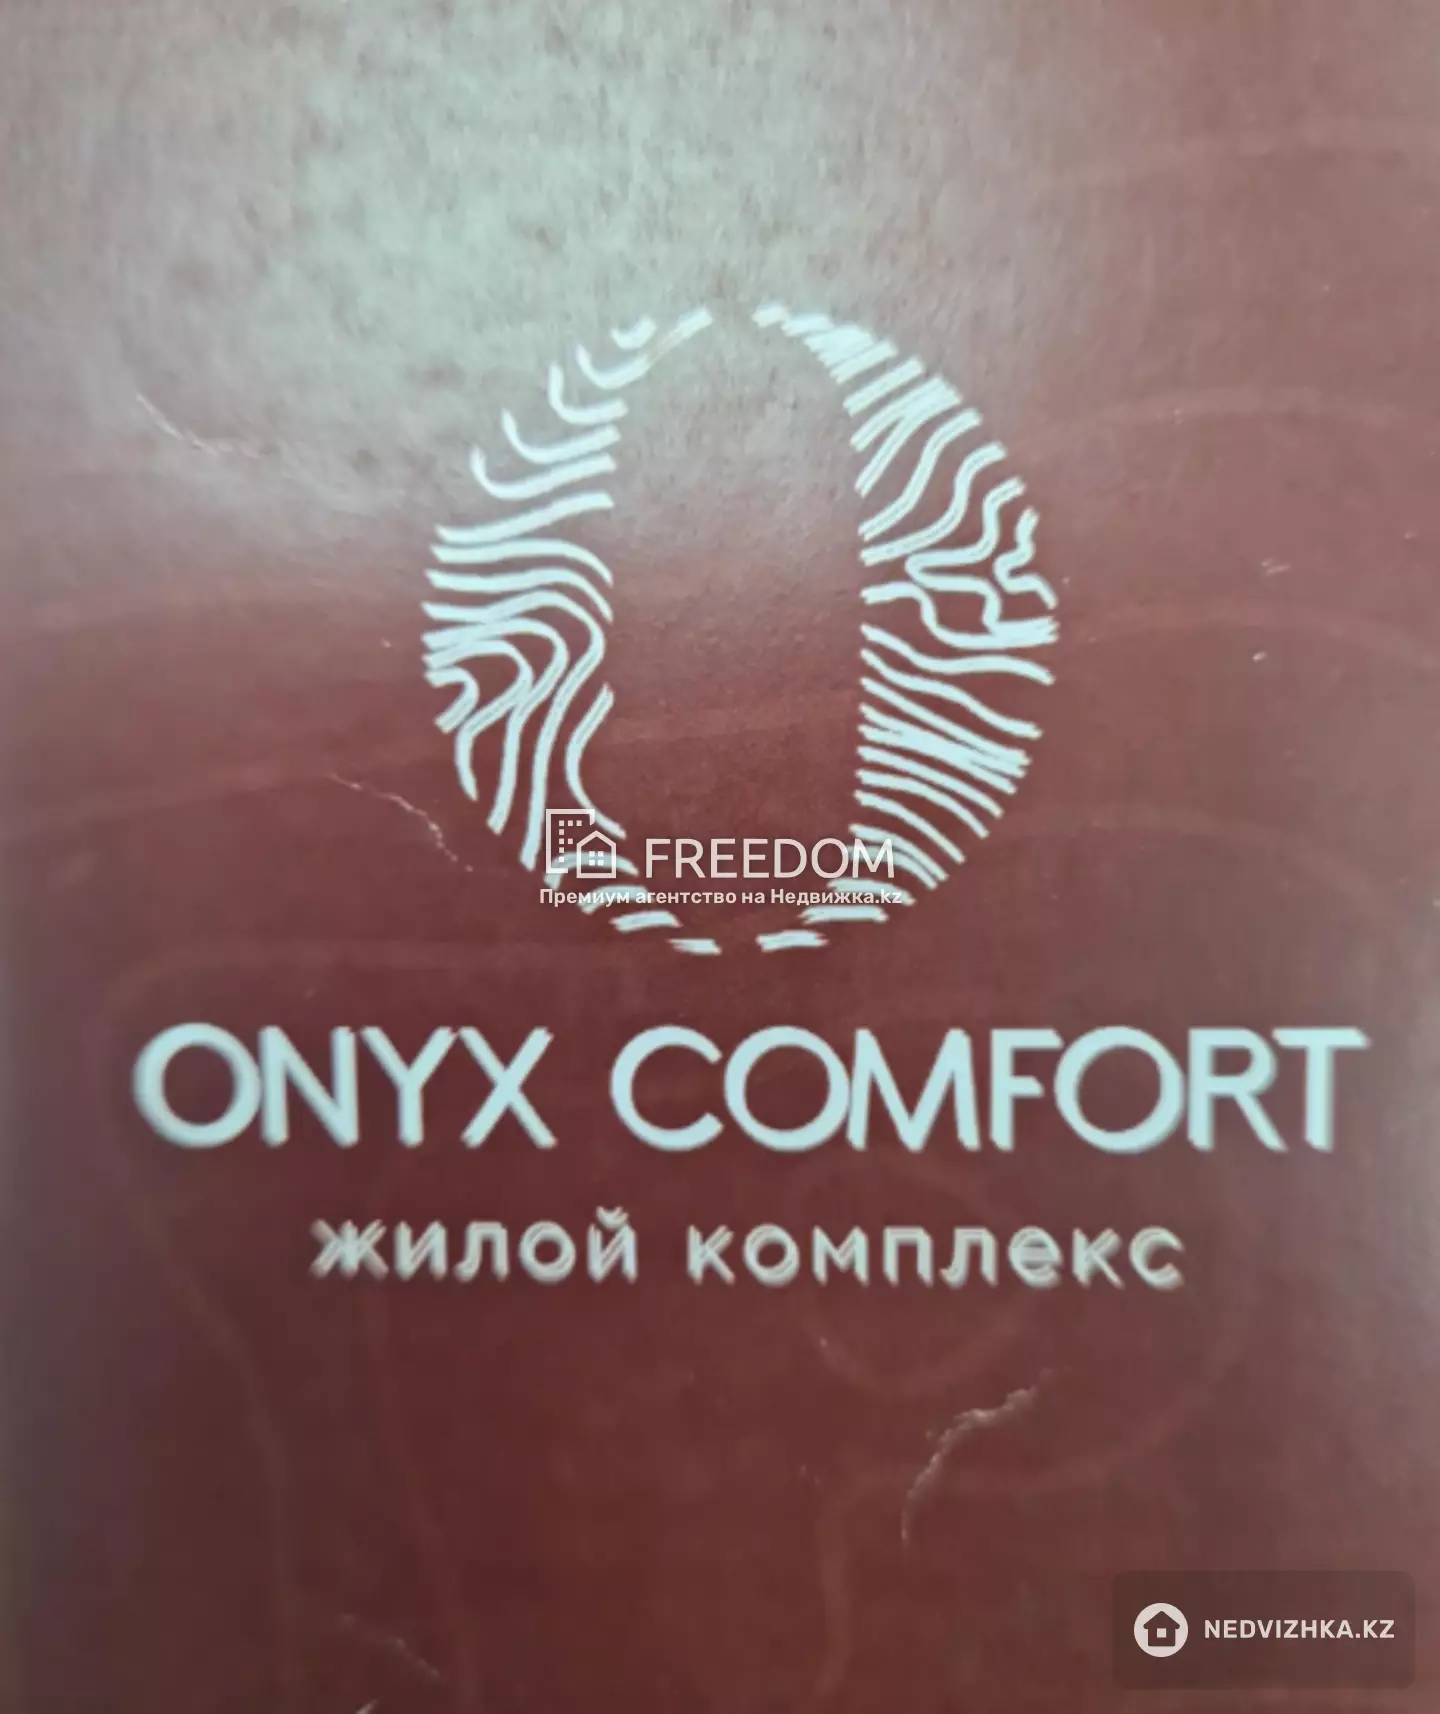 FREEDOM
Премиум агентство на Недвижка.kz
ONYX COMFORT
жилой комплекс
NEDVIZHKA.KZ